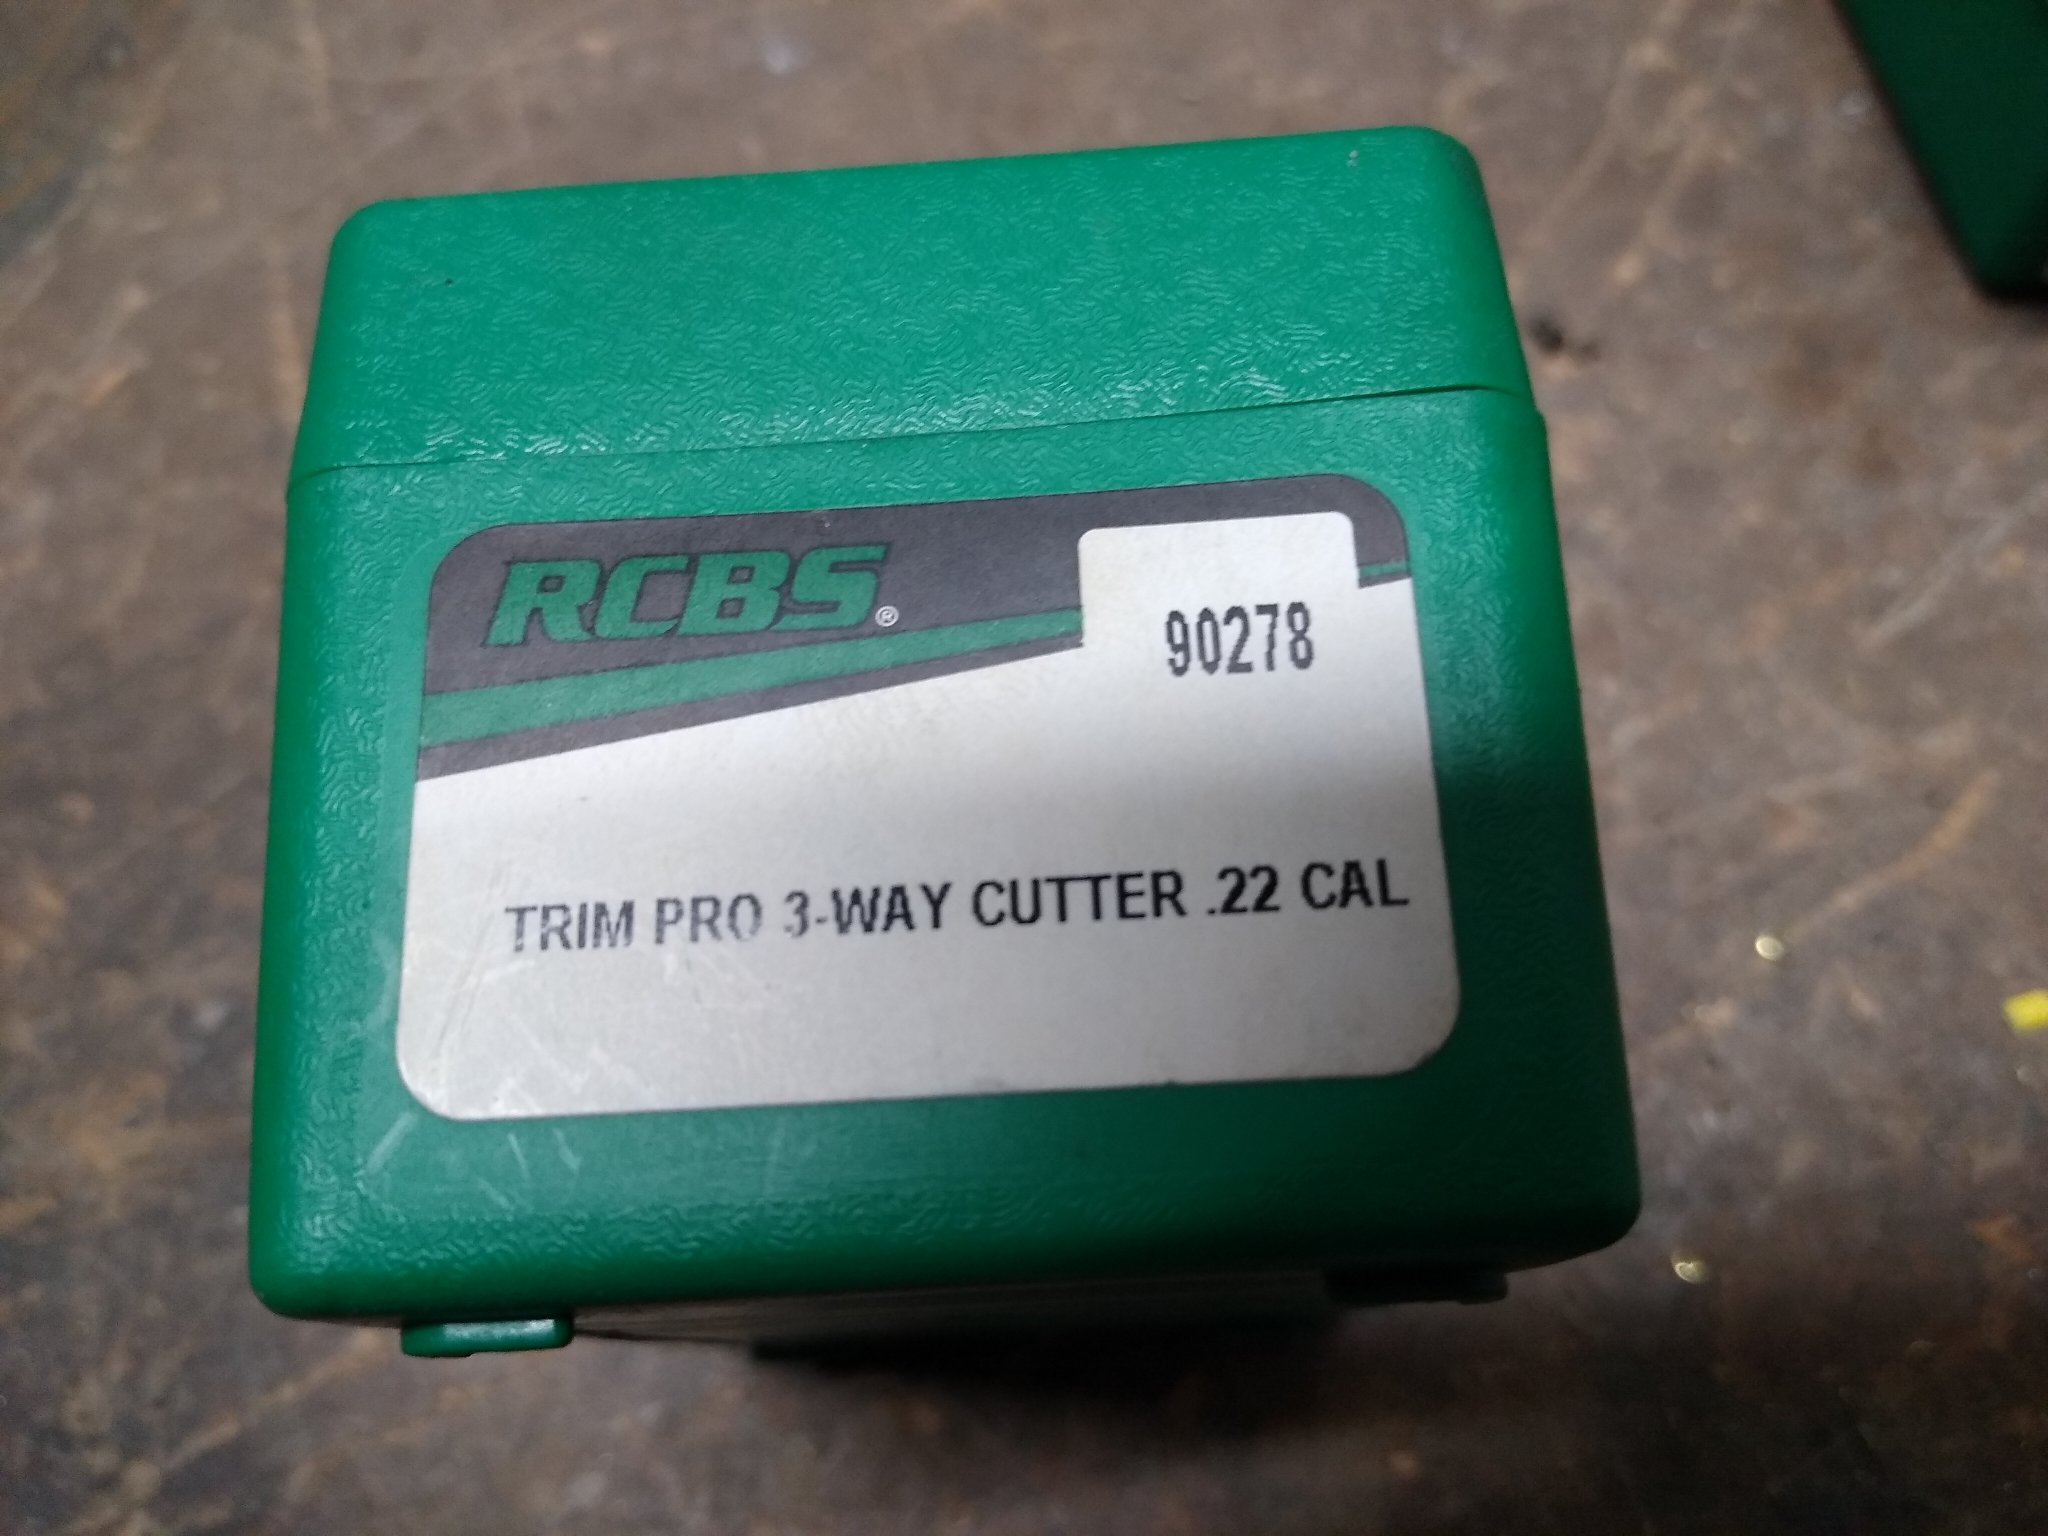 RCBS®
90278
TRIM PRO 3-WAY CUTTER .22 CAL